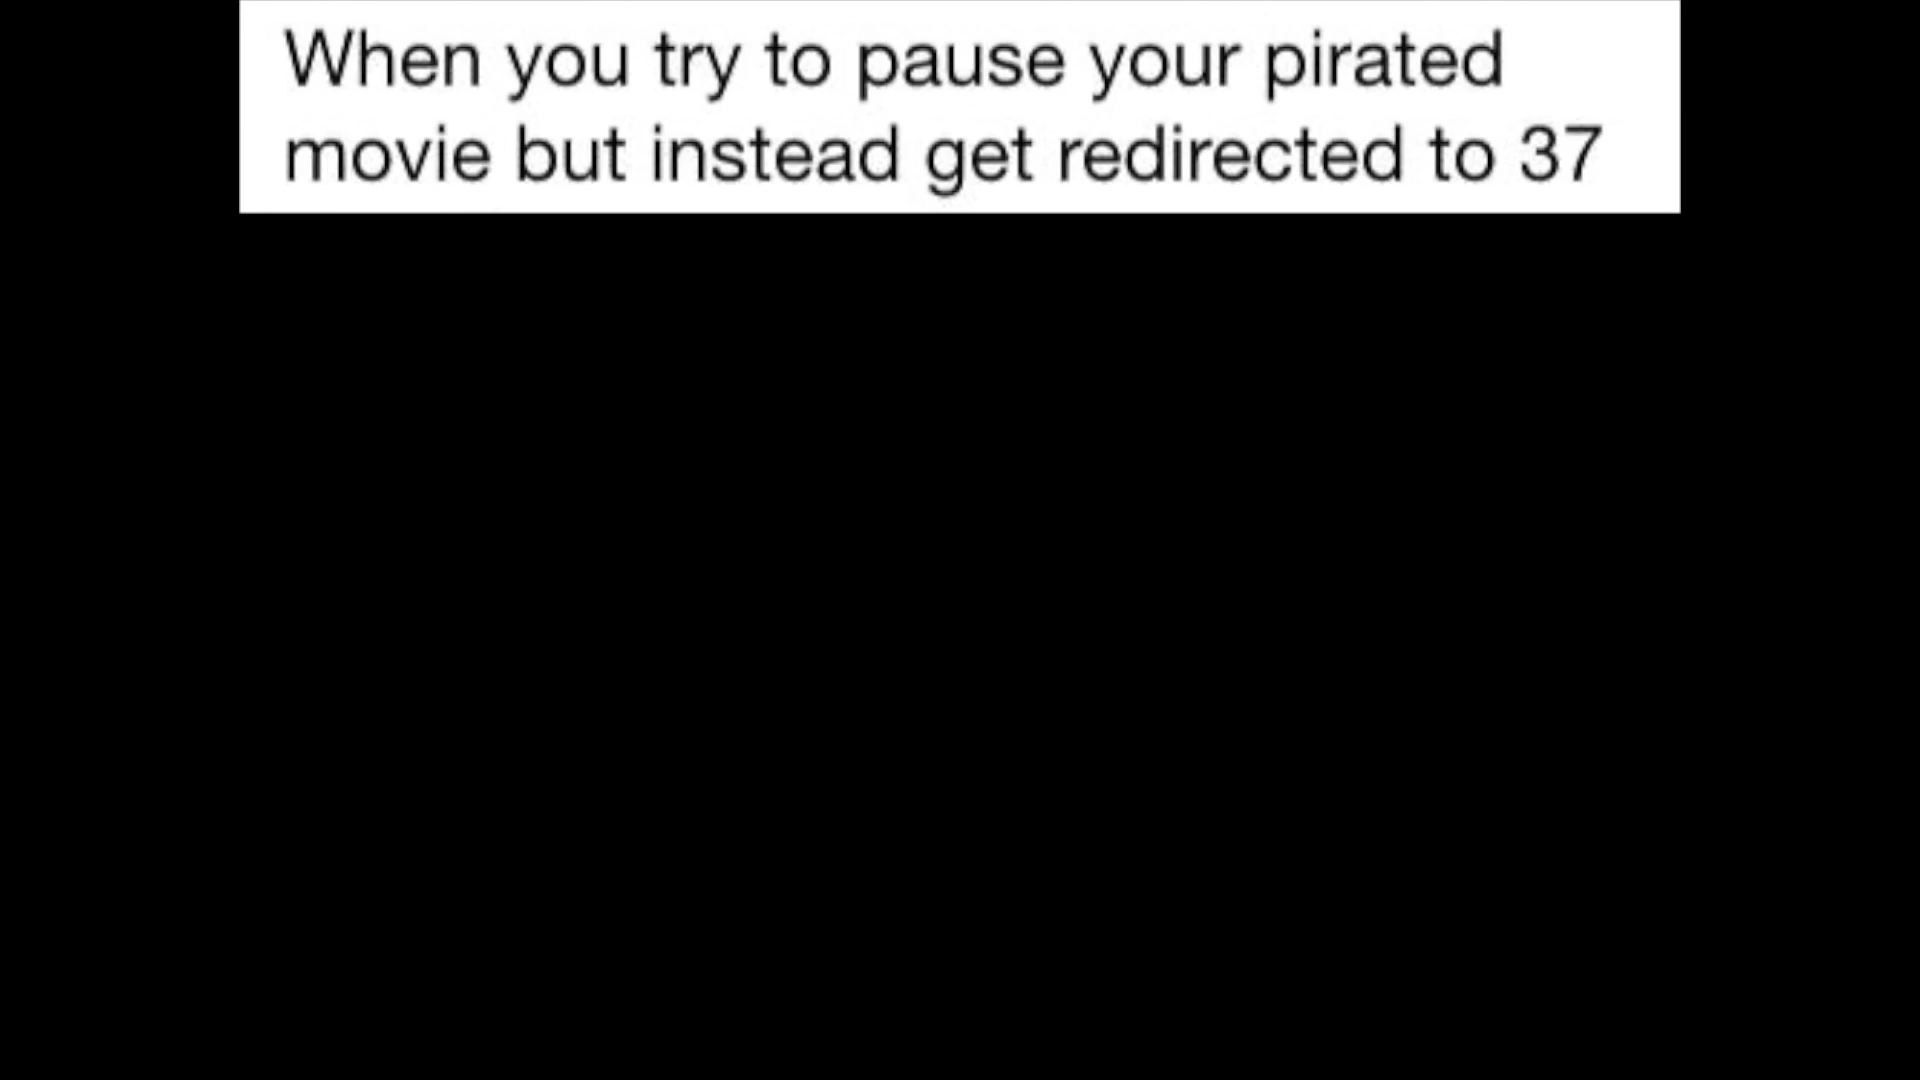 When you try to pause your pirated
movie but instead get redirected to 37